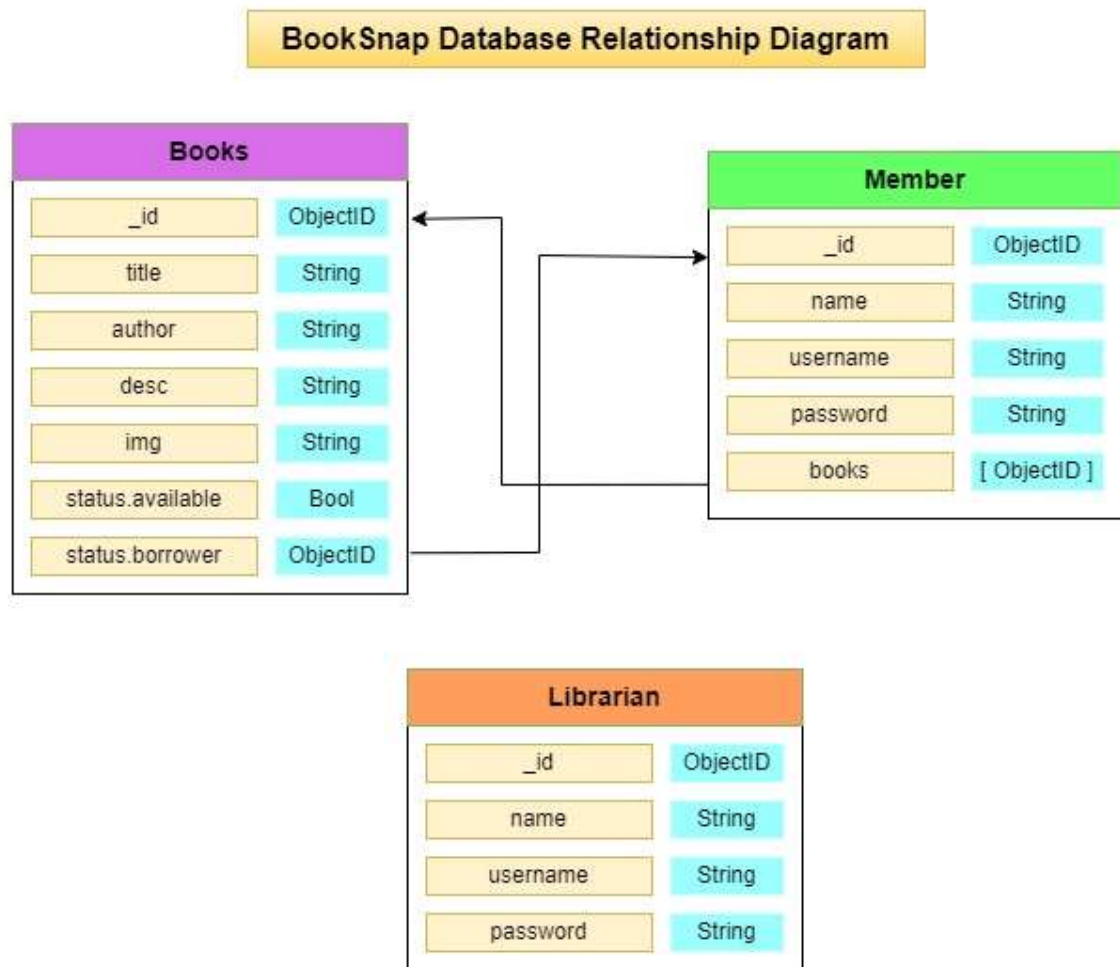 BookSnap Database Relationship Diagram
Books
_id ObjectID
title String
author String
desc String
img String
status.available Bool
status.borrower ObjectID
Member
_id ObjectID
name String
username String
password String
books [ ObjectID ]
Librarian
_id ObjectID
name String
username String
password String